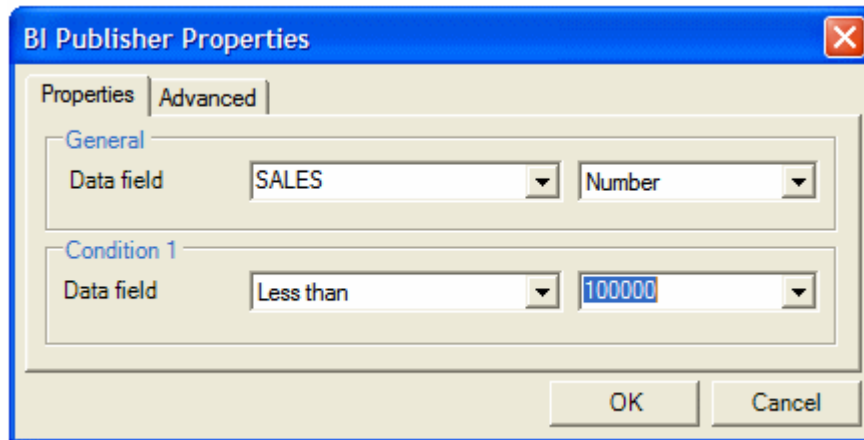 BI Publisher Properties
Properties Advanced
General
Data field SALES Number
Condition 1
Data field Less than 100000
OK Cancel